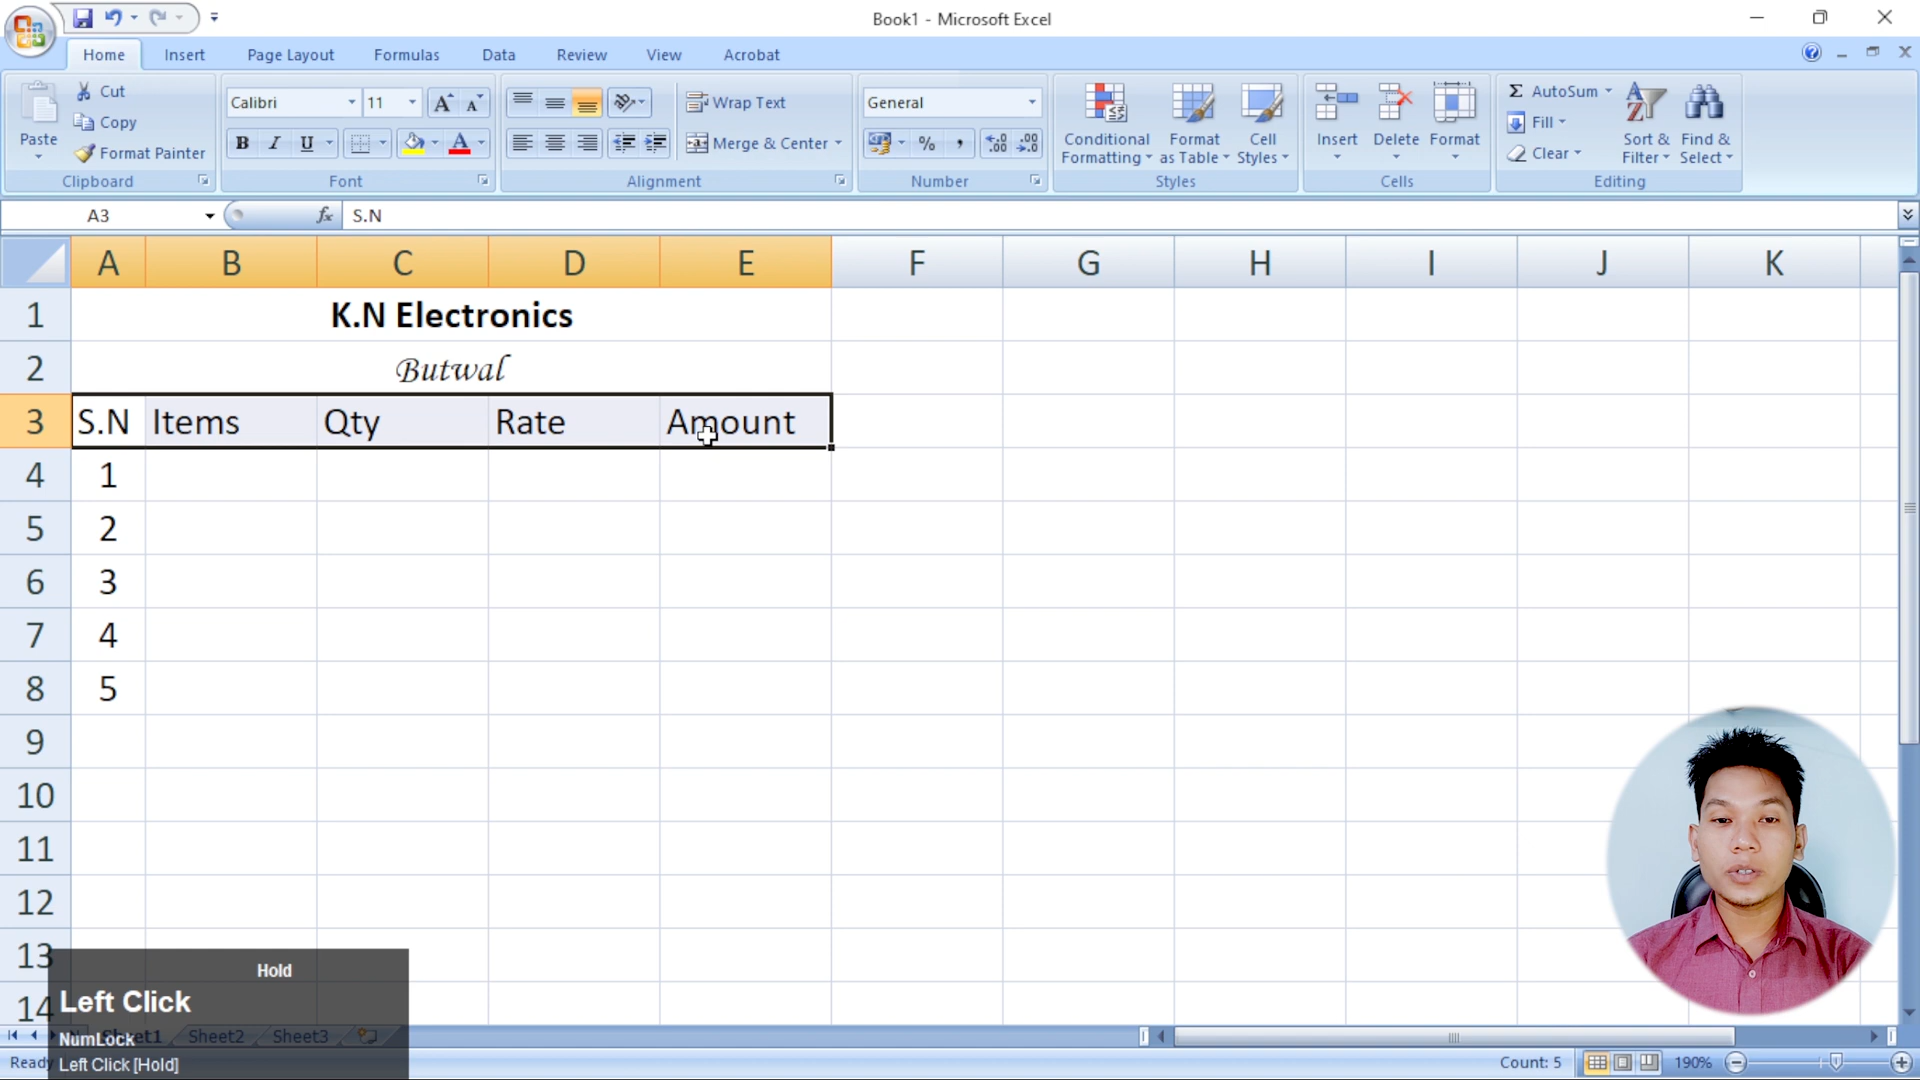 Book1 - Microsoft Excel
Home Insert Page Layout Formulas Data Review View Acrobat
Paste
Cut
Copy
Format Painter
Clipboard
Calibri 11
B I U
Font
Wrap Text
Merge & Center
Alignment
General
% ,
Number
Conditional Formatting
Format as Table
Cell Styles
Styles
Insert Delete Format
Cells
AutoSum
Fill
Clear
Sort & Filter
Find & Select
Editing
A3 fx S.N
A B C D E F G H I J K
1 K.N Electronics
2 Butwal
3 S.N Items Qty Rate Amount
4 1
5 2
6 3
7 4
8 5
9
10
11
12
13
14
Hold
Left Click
NumLock
Left Click [Hold]
Sheet2 Sheet3
Ready Count: 5 190%